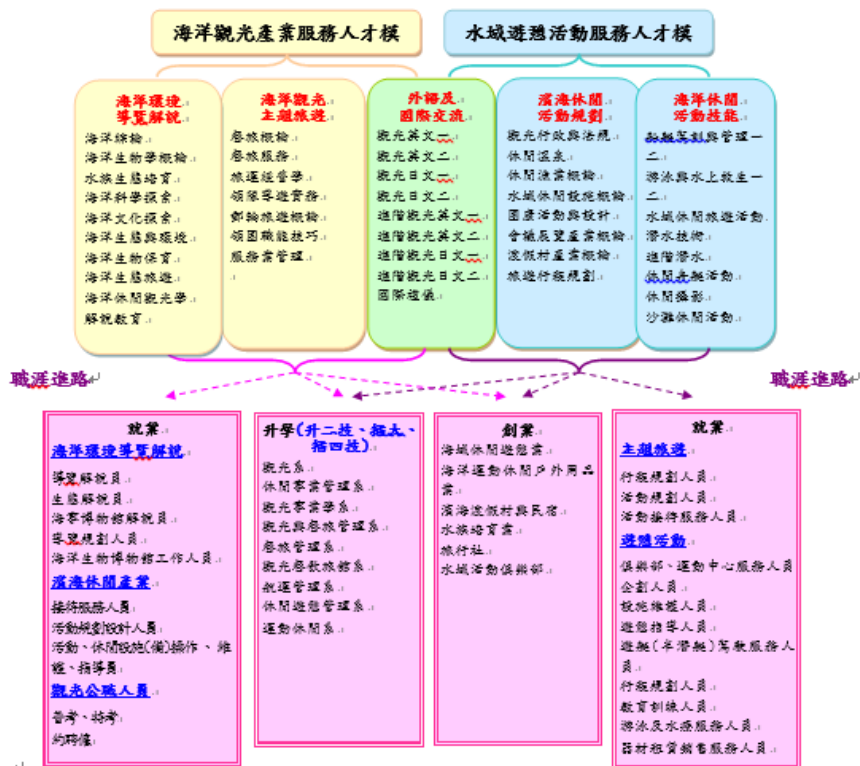 海洋觀光產業服務人才模
水域遊憩活動服務人才模
海洋環境
導覽解說
海洋綜論
海洋生物學概論
水族生態培育
海洋科學探索
海洋文化探索
海洋生態與環境
海洋生物保育
海洋生態旅遊
海洋休閒觀光學
解說教育
海洋觀光
主題旅遊
餐旅概論
餐旅服務
旅運經營學
領隊導遊實務
郵輪旅遊概論
領團職能技巧
服務業管理
外語及
國際交流
觀光英文一
觀光英文二
觀光日文一
觀光日文二
進階觀光英文一
進階觀光英文二
進階觀光日文一
進階觀光日文二
國際禮儀
濱海休閒
活動規劃
觀光行政與法規
休閒溫泉
休閒漁業概論
水域休閒設施概論
團康活動與設計
會議展覽產業概論
渡假村產業概論
旅遊行程規劃
海洋休閒
活動技能
船艇駕訓與管理一
二
游泳與水上救生一
二
水域休閒旅遊活動
潛水技術
進階潛水
休閒舟艇活動
休閒攝影
沙灘休閒活動
職涯進路
職涯進路
就業
海洋環境導覽解說
導覽解說員
生態解說員
海事博物館解說員
導覽規劃人員
海洋生物博物館工作人員
濱海休閒產業
接待服務人員
活動規劃設計人員
活動、休閒設施(備)操作、維
護、指導員
觀光公職人員
普考、特考
約聘僱
升學(升二技、插大、
插四技)
觀光系
休閒事業管理系
觀光事業學系
觀光與餐旅管理系
餐旅管理系
觀光餐飲旅館系
航運管理系
休閒遊憩管理系
運動休閒系
創業
海域休閒遊憩業
海洋運動休閒戶外用品
業
濱海渡假村與民宿
水族培育業
旅行社
水域活動俱樂部
就業
主題旅遊
行程規劃人員
活動規劃人員
活動接待服務人員
遊憩活動
俱樂部、運動中心服務人員
企劃人員
設施維護人員
遊憩指導人員
遊艇(半潛艇)駕駛服務人
員
行程規劃人員
教育訓練人員
游泳及水療服務人員
器材租賃銷售服務人員